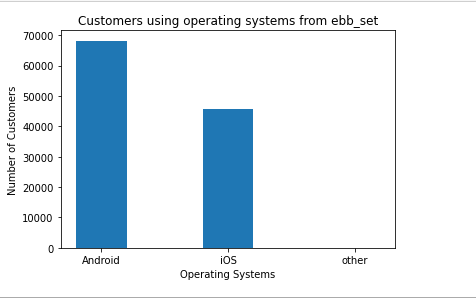 Customers using operating systems from ebb_set
70000
60000
50000
40000
30000
20000
10000
0
Number of Customers
Android iOS other
Operating Systems